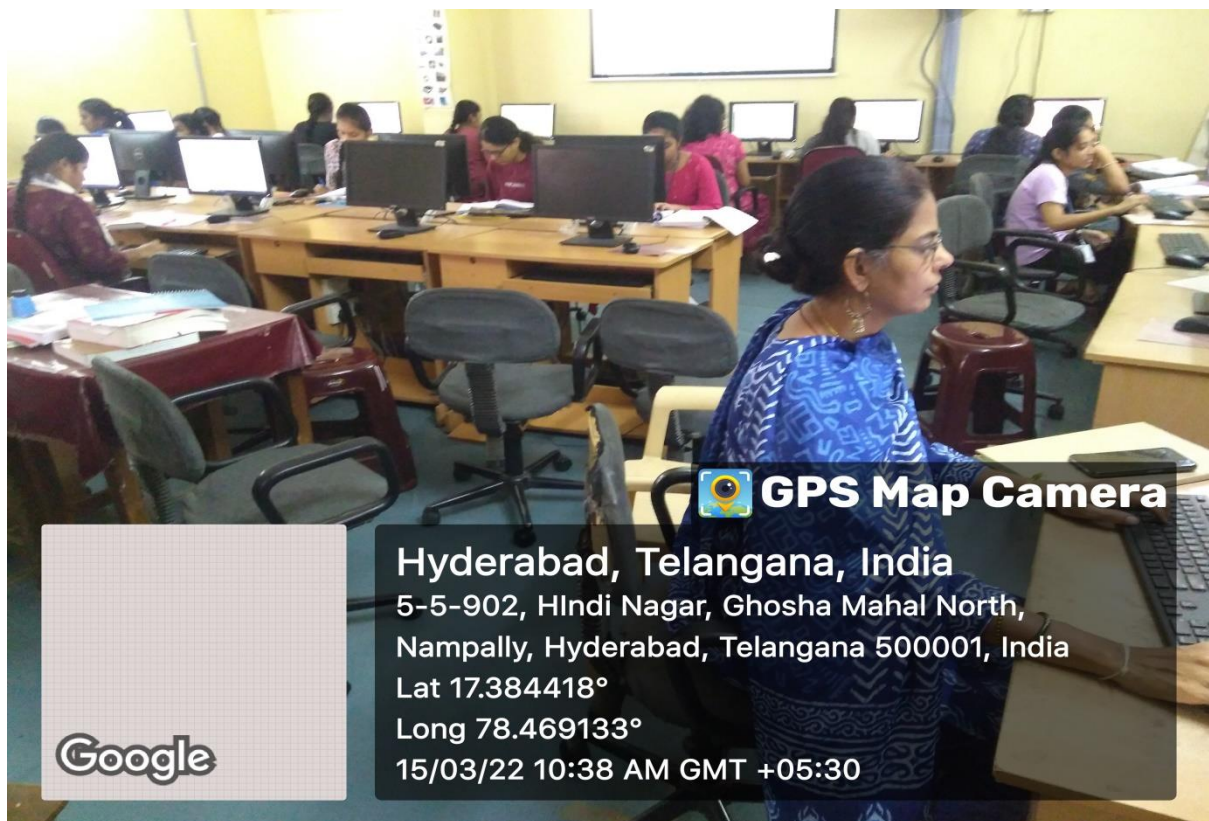 GPS Map Camera
Hyderabad, Telangana, India
5-5-902, HIndi Nagar, Ghosha Mahal North,
Nampally, Hyderabad, Telangana 500001, India
Lat 17.384418°
Long 78.469133°
15/03/22 10:38 AM GMT +05:30
Google